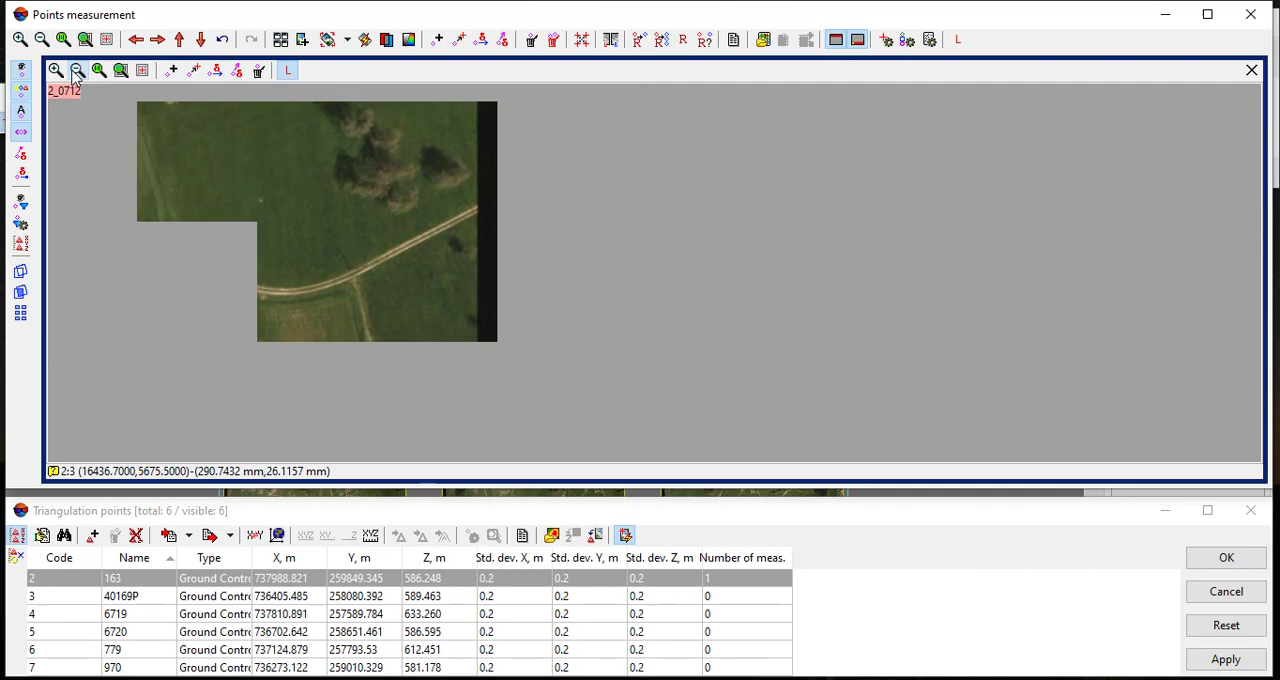 Points measurement
R R R R? L
L
2_0712
A
2:3 (16436.7000,5675.5000)-(290.7432 mm,26.1157 mm)
Triangulation points [total: 6 / visible: 6]
Code Name Type X, m Y, m Z, m Std. dev. X, m Std. dev. Y, m Std. dev. Z, m Number of meas.
OK
2 163 Ground Contro 737988.821 259849.345 586.248 0.2 0.2 0.2 1
3 40169P Ground Contro 736405.485 258080.392 589.463 0.2 0.2 0.2 0
Cancel
4 6719 Ground Contro 737810.891 257589.784 633.260 0.2 0.2 0.2 0
5 6720 Ground Contro 736702.642 258651.461 586.595 0.2 0.2 0.2 0
Reset
6 779 Ground Contro 737124.879 257793.53 612.451 0.2 0.2 0.2 0
7 970 Ground Contro 736273.122 259010.329 581.178 0.2 0.2 0.2 0
Apply